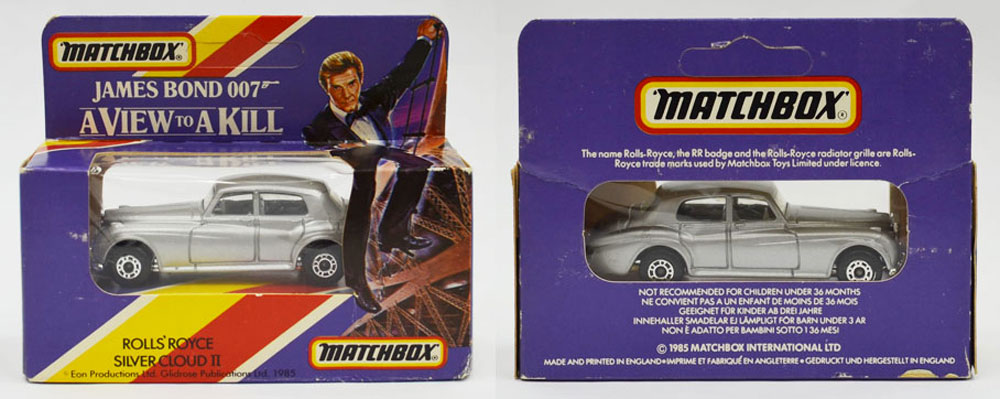 MATCHBOX®
JAMES BOND 007
A VIEW TO A KILL
ROLLS ROYCE
SILVER CLOUD II
Eon Productions Ltd. Glidrose Publications Ltd. 1985
MATCHBOX®
MATCHBOX®
The name Rolls-Royce, the RR badge and the Rolls-Royce radiator grille are Rolls-
Royce trade marks used by Matchbox Toys Limited under licence.
NOT RECOMMENDED FOR CHILDREN UNDER 36 MONTHS
NE CONVIENT PAS A UN ENFANT DE MOINS DE 36 MOIS
GEEIGNET FÜR KINDER AB DREI JAHRE
INNEHALLER SMADELAR EJ LÄMPLIGT FÖR BARN UNDER 3 AR
NON È ADATTO PER BAMBINI SOTTO I 36 MESI
© 1985 MATCHBOX INTERNATIONAL LTD
MADE AND PRINTED IN ENGLAND•IMPRIME ET FABRIQUÉ EN ANGLETERRE•GEDRUCKT UND HERGESTELLT IN ENGLAND